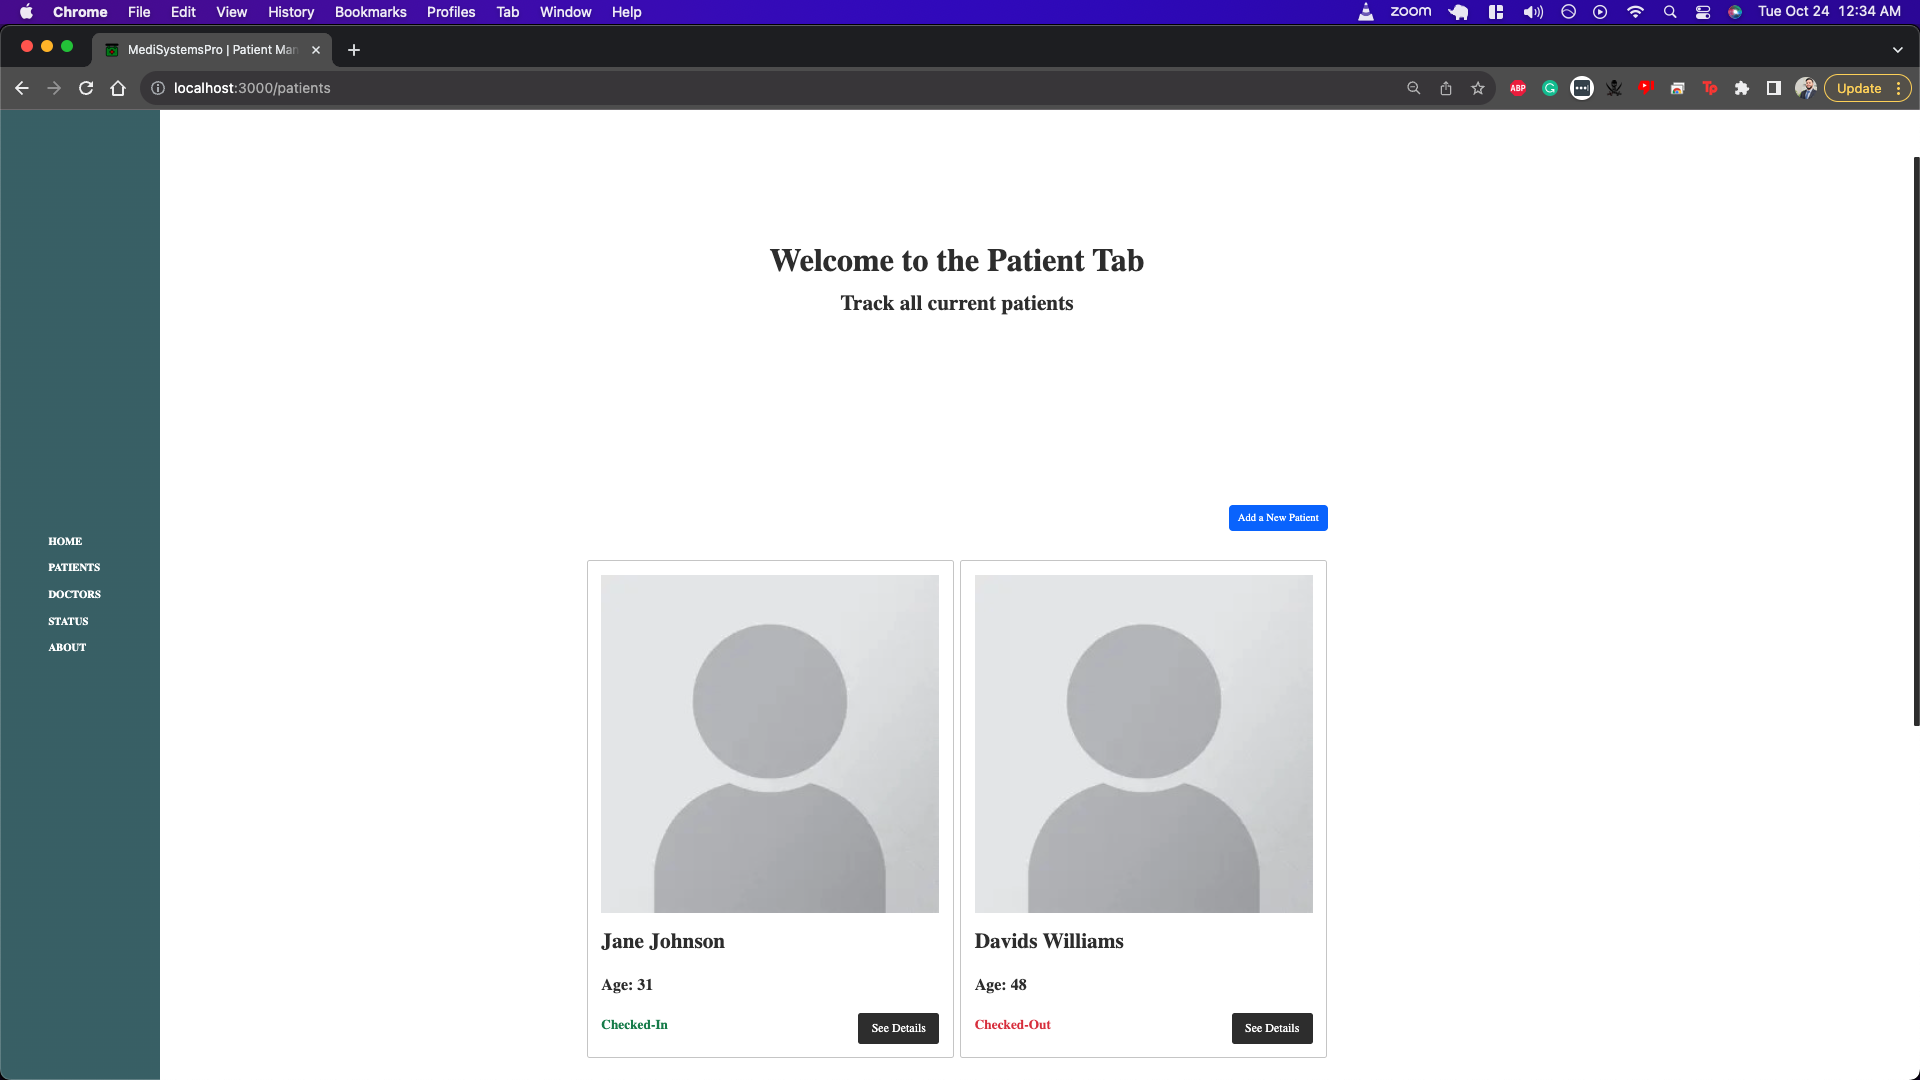 Chrome File Edit View History Bookmarks Profiles Tab Window Help zoom Tue Oct 24 12:34 AM
MediSystemsPro | Patient Man
localhost:3000/patients ABP Tp Update
Welcome to the Patient Tab
Track all current patients
Add a New Patient
HOME
PATIENTS
DOCTORS
STATUS
ABOUT
Jane Johnson
Age: 31
Checked-In
See Details
Davids Williams
Age: 48
Checked-Out
See Details